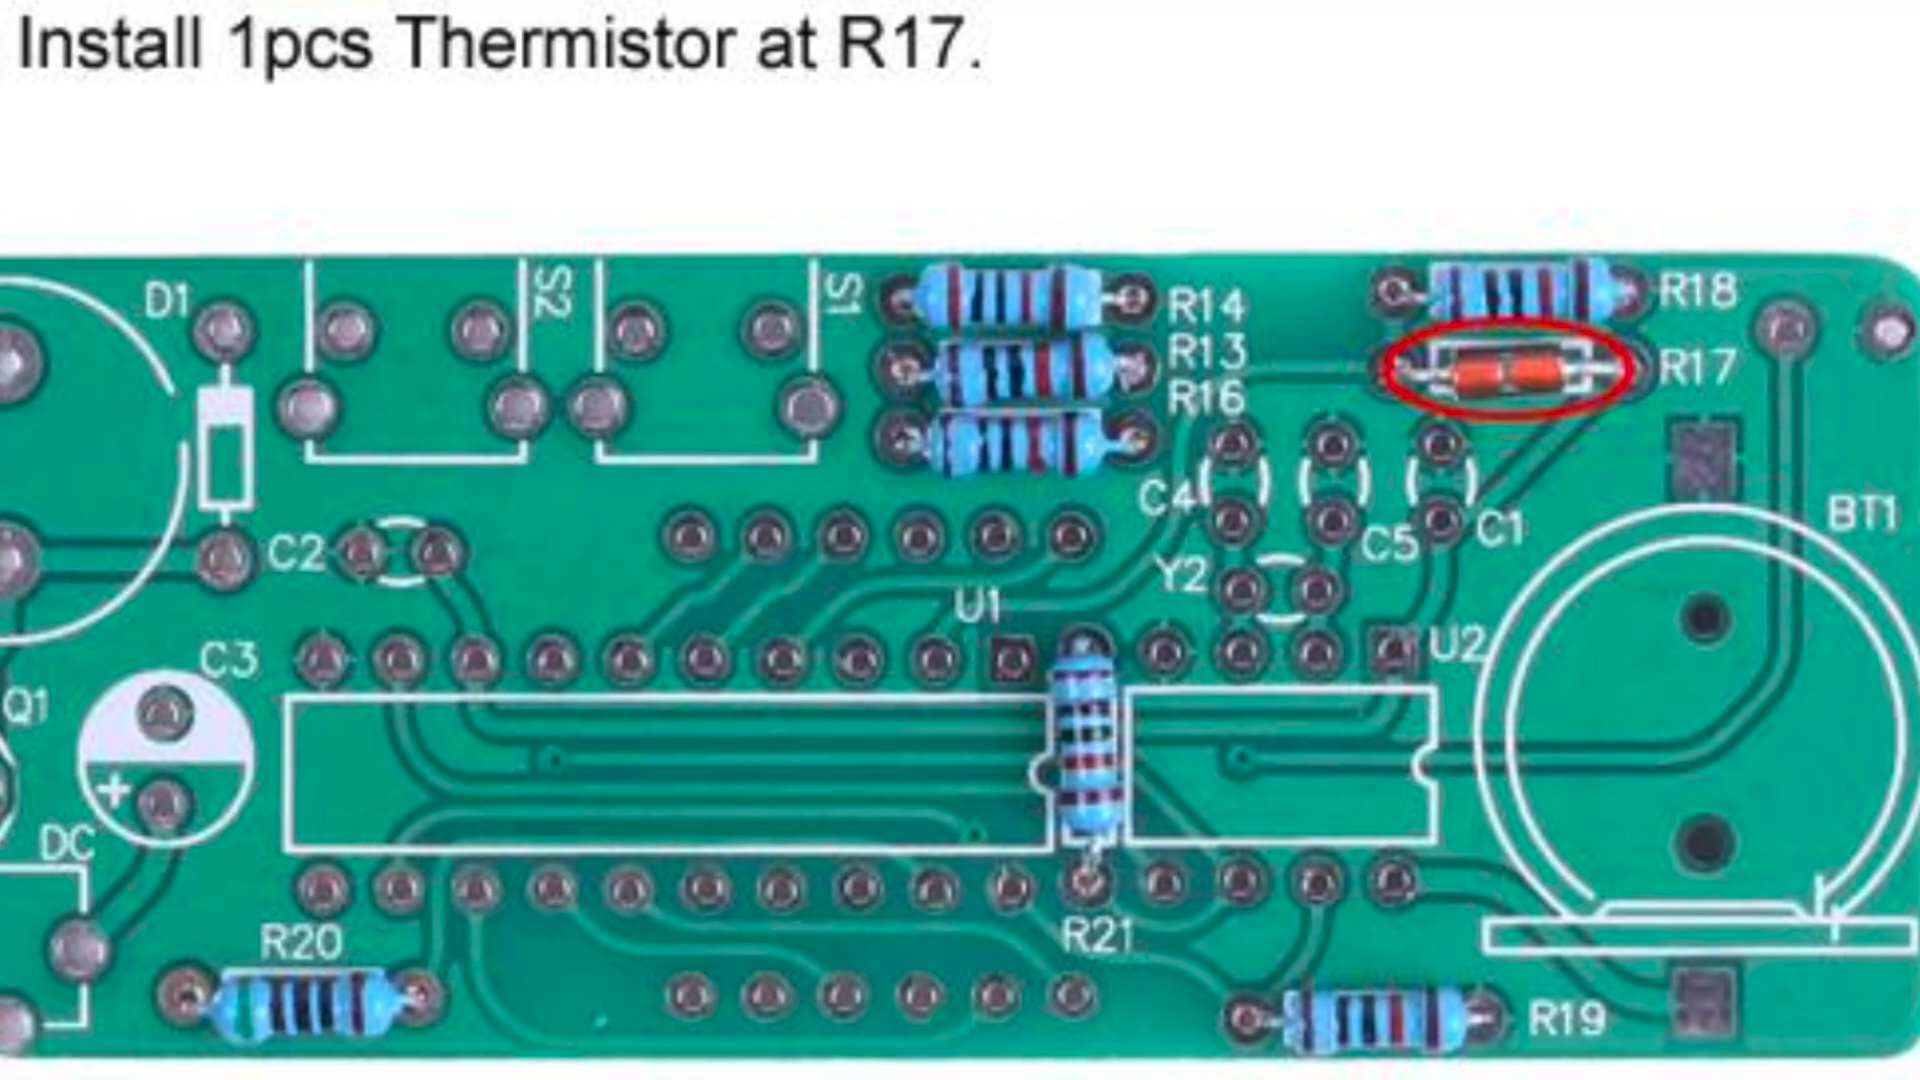 Install 1pcs Thermistor at R17.
D1
S2
S1
R14
R18
R13
R17
R16
C4
C5
C1
BT1
C2
Y2
U1
U2
C3
Q1
+
DC
R20
R21
R19